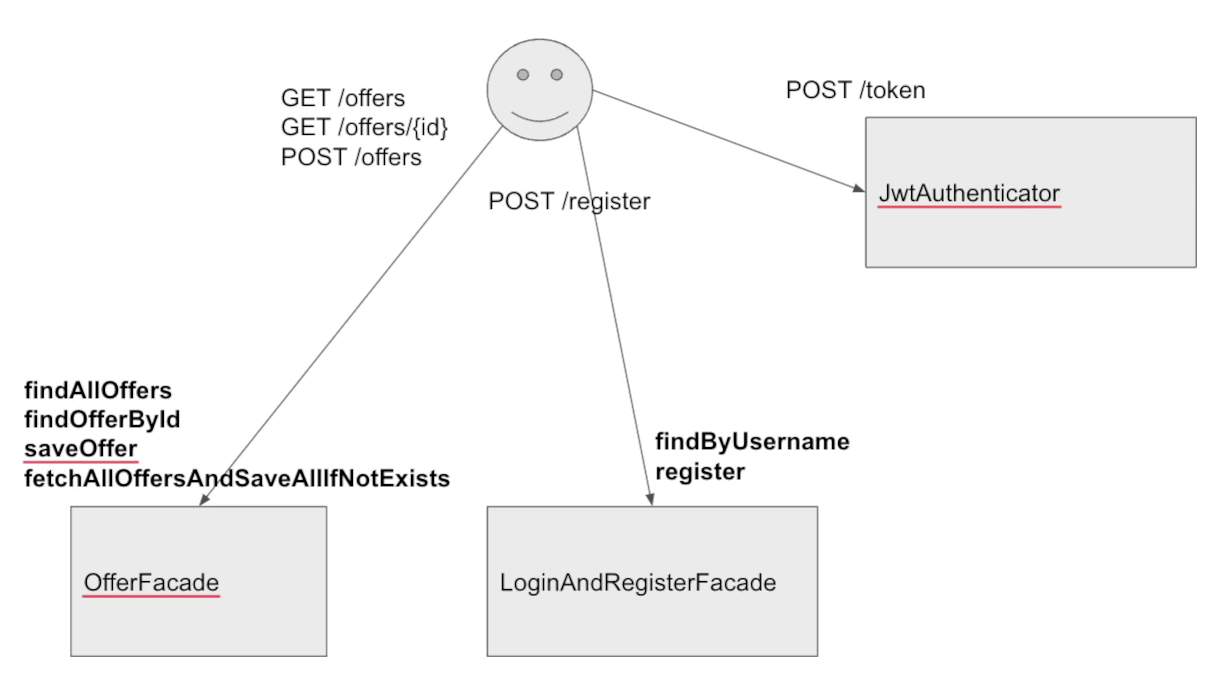 GET /offers
GET /offers/{id}
POST /offers
POST /token
POST /register
JwtAuthenticator
findAllOffers
findOfferById
saveOffer
fetchAllOffersAndSaveAllIfNotExists
findByUsername
register
OfferFacade
LoginAndRegisterFacade